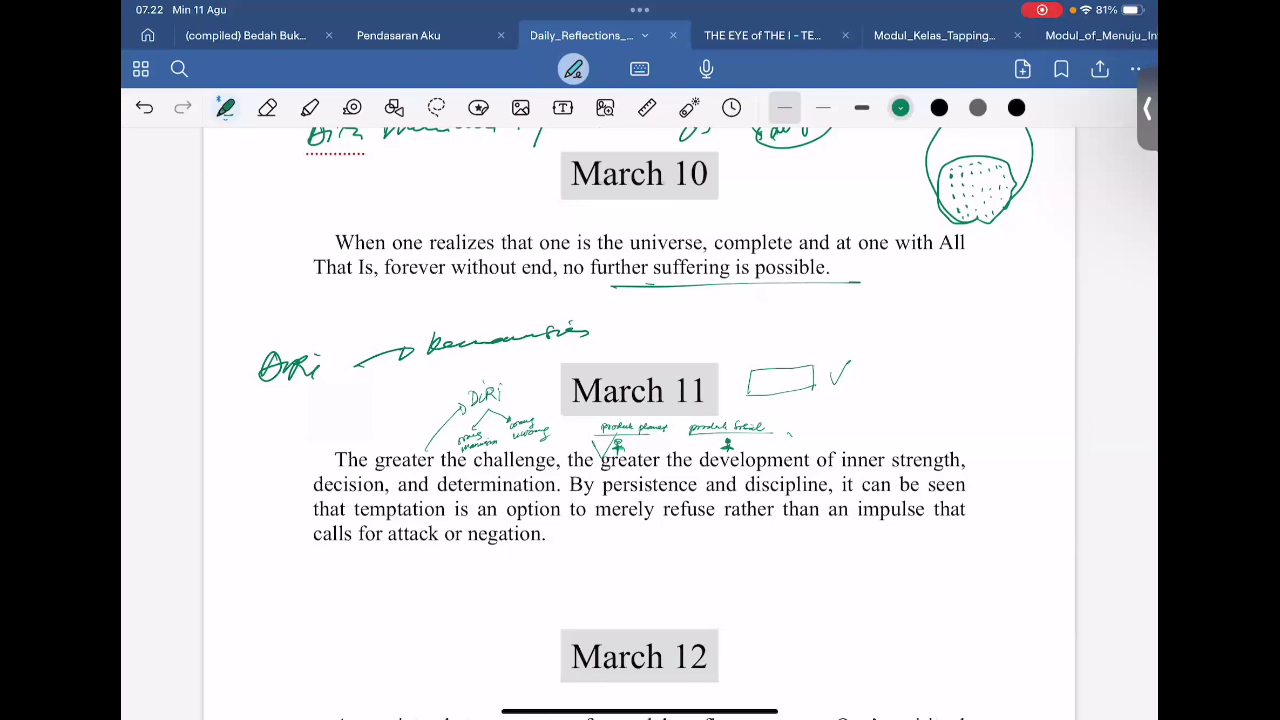 07.22 Min 11 Agu
81%
(compiled) Bedah Buk...
Pendasaran Aku
Daily_Reflections_...
THE EYE of THE I - TE...
Modul_Kelas_Tapping...
Modul_of_Menuju_In
March 10
When one realizes that one is the universe, complete and at one with All
That Is, forever without end, no further suffering is possible.
DiRi
March 11
DiRi
produk sosial
The greater the challenge, the greater the development of inner strength,
decision, and determination. By persistence and discipline, it can be seen
that temptation is an option to merely refuse rather than an impulse that
calls for attack or negation.
March 12